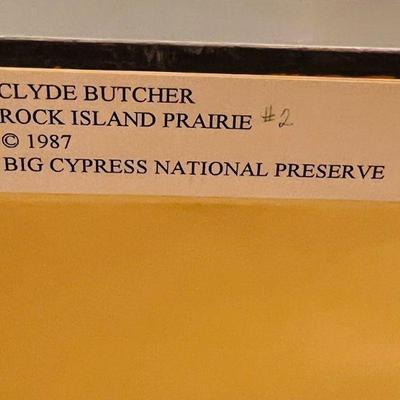 CLYDE BUTCHER
ROCK ISLAND PRAIRIE #2
© 1987
BIG CYPRESS NATIONAL PRESERVE